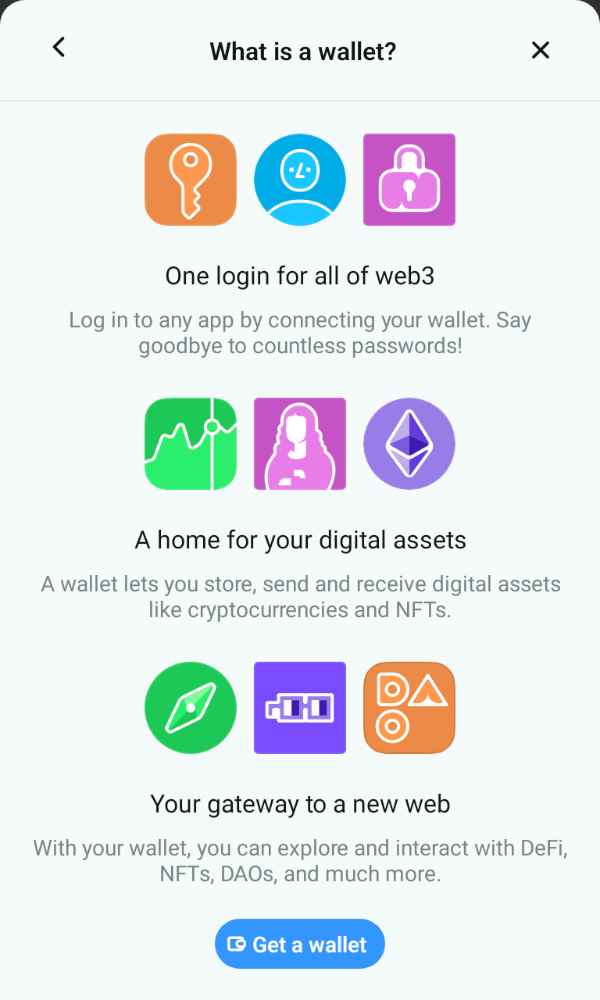 What is a wallet?
One login for all of web3
Log in to any app by connecting your wallet. Say
goodbye to countless passwords!
A home for your digital assets
A wallet lets you store, send and receive digital assets
like cryptocurrencies and NFTs.
DAO
Your gateway to a new web
With your wallet, you can explore and interact with DeFi,
NFTs, DAOs, and much more.
Get a wallet